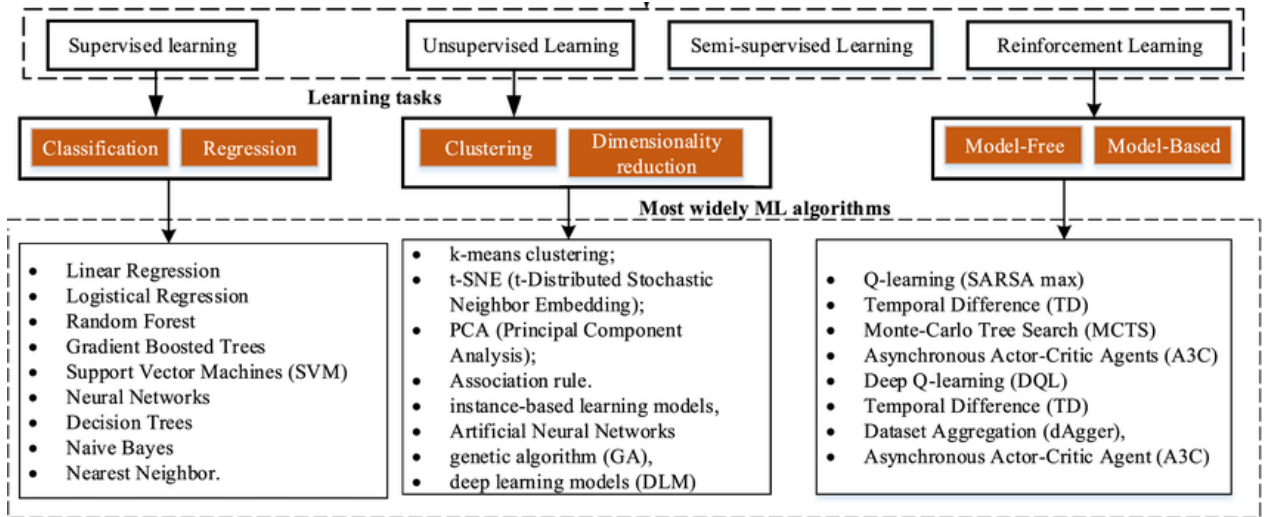 Supervised learning
Unsupervised Learning
Semi-supervised Learning
Reinforcement Learning
Learning tasks
Classification
Regression
Clustering
Dimensionality
reduction
Model-Free
Model-Based
Most widely ML algorithms
• Linear Regression
• Logistical Regression
• Random Forest
• Gradient Boosted Trees
• Support Vector Machines (SVM)
• Neural Networks
• Decision Trees
• Naive Bayes
• Nearest Neighbor.
• k-means clustering;
• t-SNE (t-Distributed Stochastic
Neighbor Embedding);
• PCA (Principal Component
Analysis);
• Association rule.
• instance-based learning models,
• Artificial Neural Networks
• genetic algorithm (GA),
• deep learning models (DLM)
• Q-learning (SARSA max)
• Temporal Difference (TD)
• Monte-Carlo Tree Search (MCTS)
• Asynchronous Actor-Critic Agents (A3C)
• Deep Q-learning (DQL)
• Temporal Difference (TD)
• Dataset Aggregation (dAgger),
• Asynchronous Actor-Critic Agent (A3C)